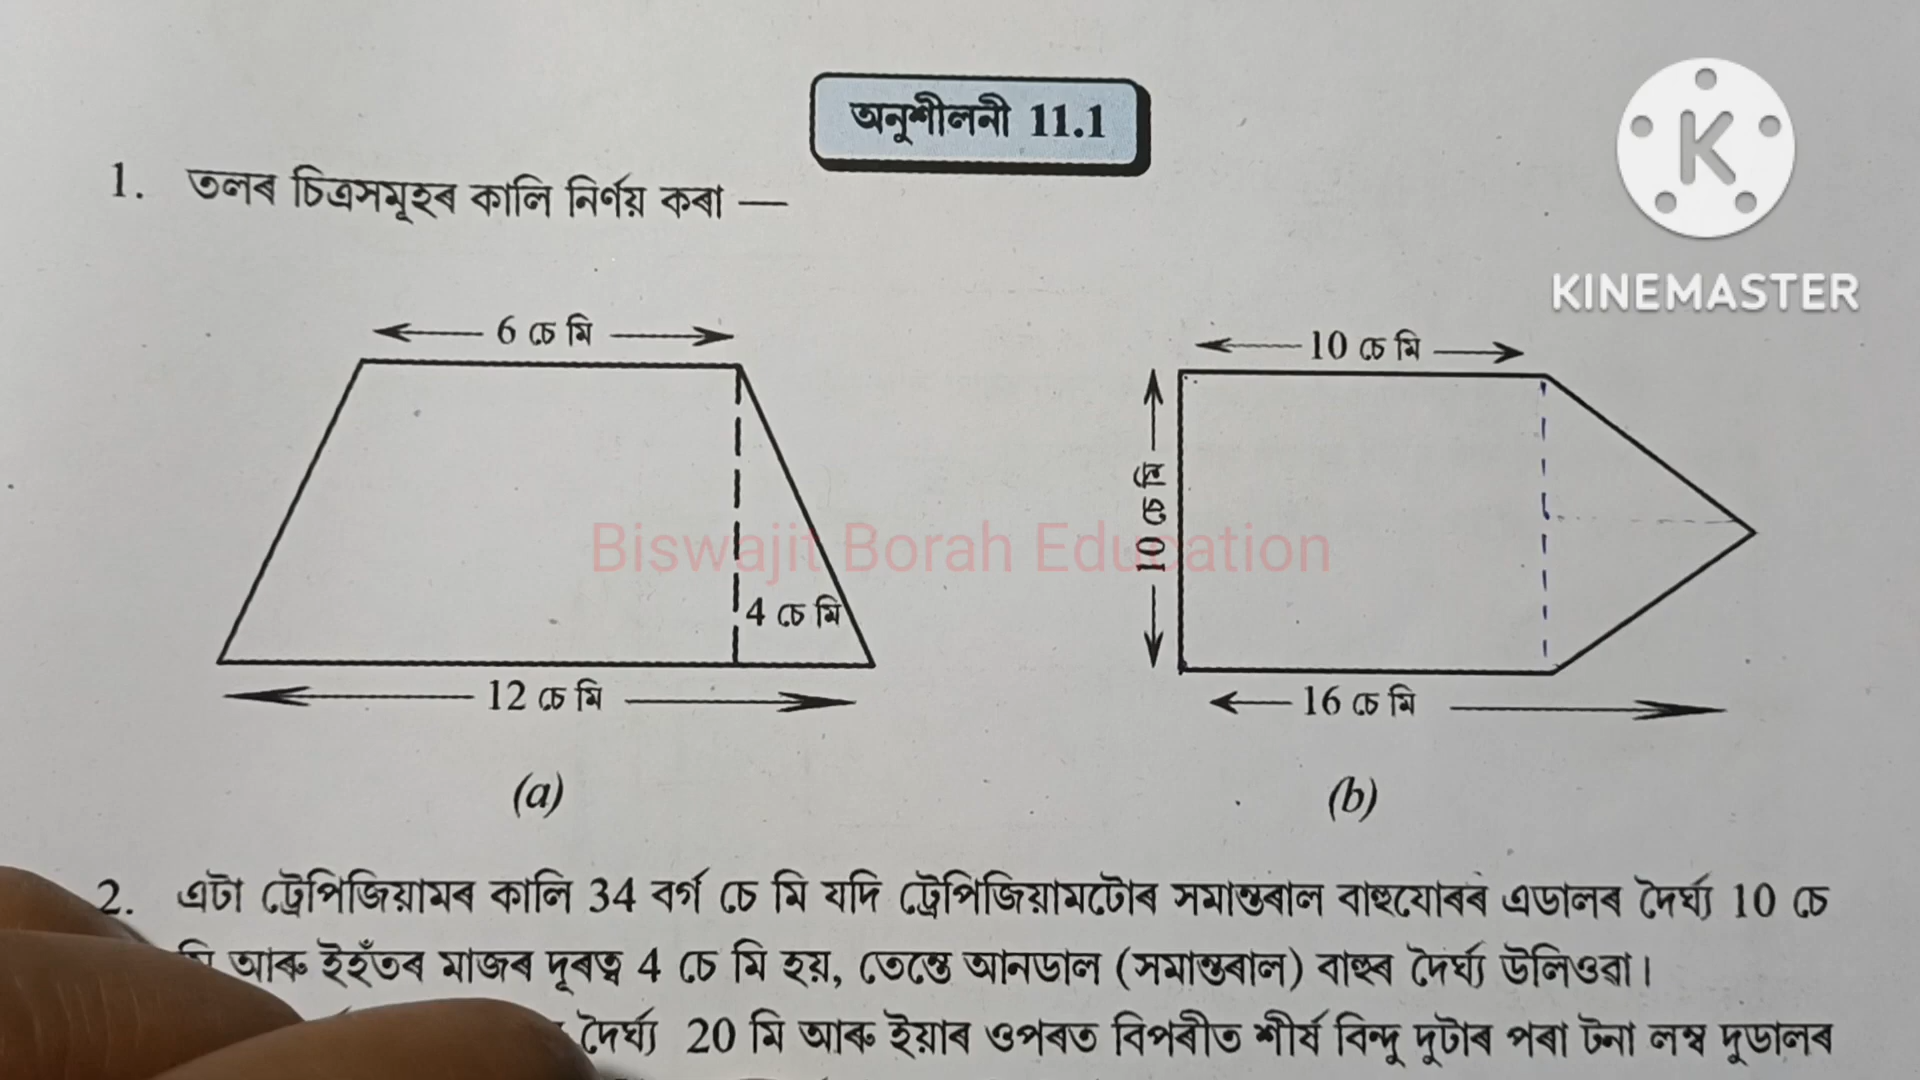 অনুশীলনী 11.1
1. তলৰ চিত্ৰসমূহৰ কালি নিৰ্ণয় কৰা —
K
KINEMASTER
6 চে মি
4 চে মি
12 চে মি
(a)
10 চে মি
10 চে মি
16 চে মি
(b)
Biswajit Borah Education
2. এটা ট্ৰেপিজিয়ামৰ কালি 34 বৰ্গ চে মি যদি ট্ৰেপিজিয়ামটোৰ সমান্তৰাল বাহুযোৰৰ এডালৰ দৈৰ্ঘ্য 10 চে
মি আৰু ইহঁতৰ মাজৰ দূৰত্ব 4 চে মি হয়, তেন্তে আনডাল (সমান্তৰাল) বাহুৰ দৈৰ্ঘ্য উলিওৱা।
দৈৰ্ঘ্য 20 মি আৰু ইয়াৰ ওপৰত বিপৰীত শীৰ্ষ বিন্দু দুটাৰ পৰা টনা লম্ব দুডালৰ